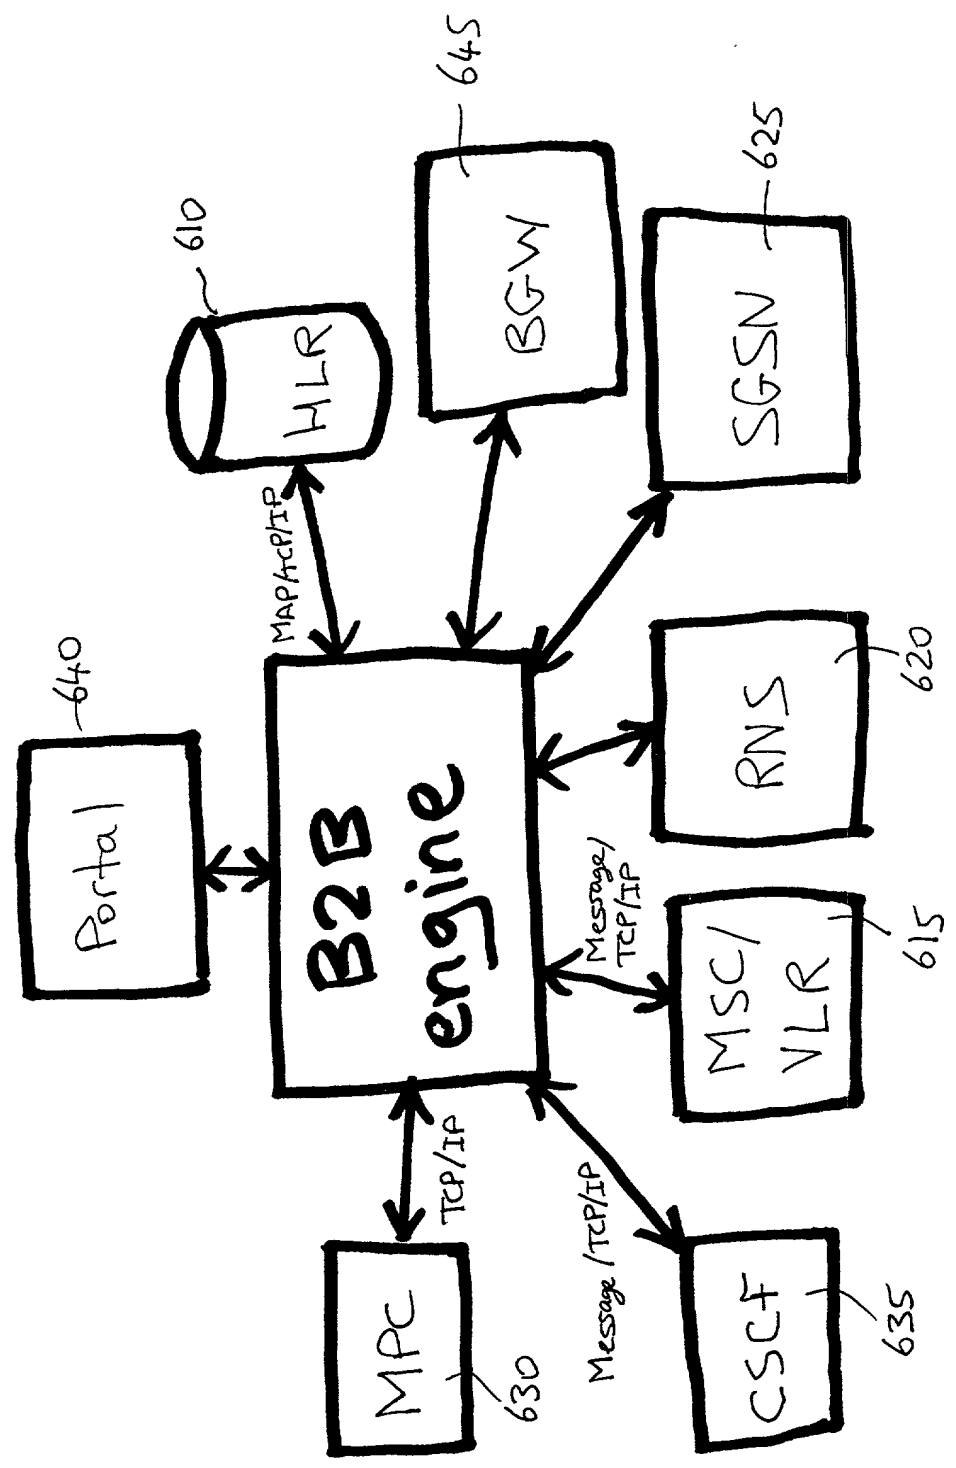 Portal
640
MAP/TCP/IP
HLR
610
MPC
630
TCP/IP
B2B
engine
BGW
645
Message/TCP/IP
Message/
TCP/IP
CSCF
635
MSC/
VLR
615
RNS
620
SGSN
625